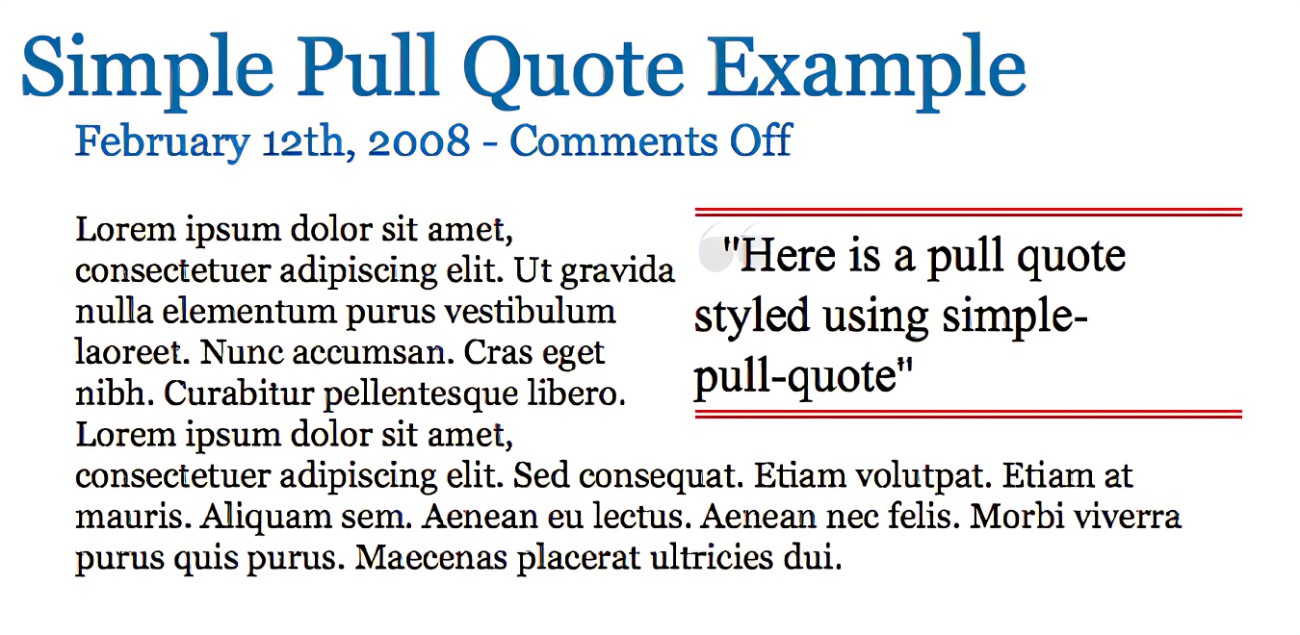 Simple Pull Quote Example
February 12th, 2008 - Comments Off
Lorem ipsum dolor sit amet,
consectetuer adipiscing elit. Ut gravida
nulla elementum purus vestibulum
laoreet. Nunc accumsan. Cras eget
nibh. Curabitur pellentesque libero.
Lorem ipsum dolor sit amet,
consectetuer adipiscing elit. Sed consequat. Etiam volutpat. Etiam at
mauris. Aliquam sem. Aenean eu lectus. Aenean nec felis. Morbi viverra
purus quis purus. Maecenas placerat ultricies dui.
"Here is a pull quote
styled using simple-
pull-quote"